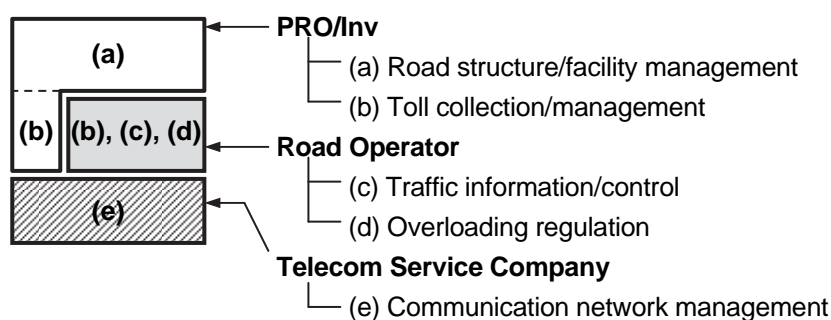 (a)
(b)
(b), (c), (d)
(e)
PRO/Inv
(a) Road structure/facility management
(b) Toll collection/management
Road Operator
(c) Traffic information/control
(d) Overloading regulation
Telecom Service Company
(e) Communication network management